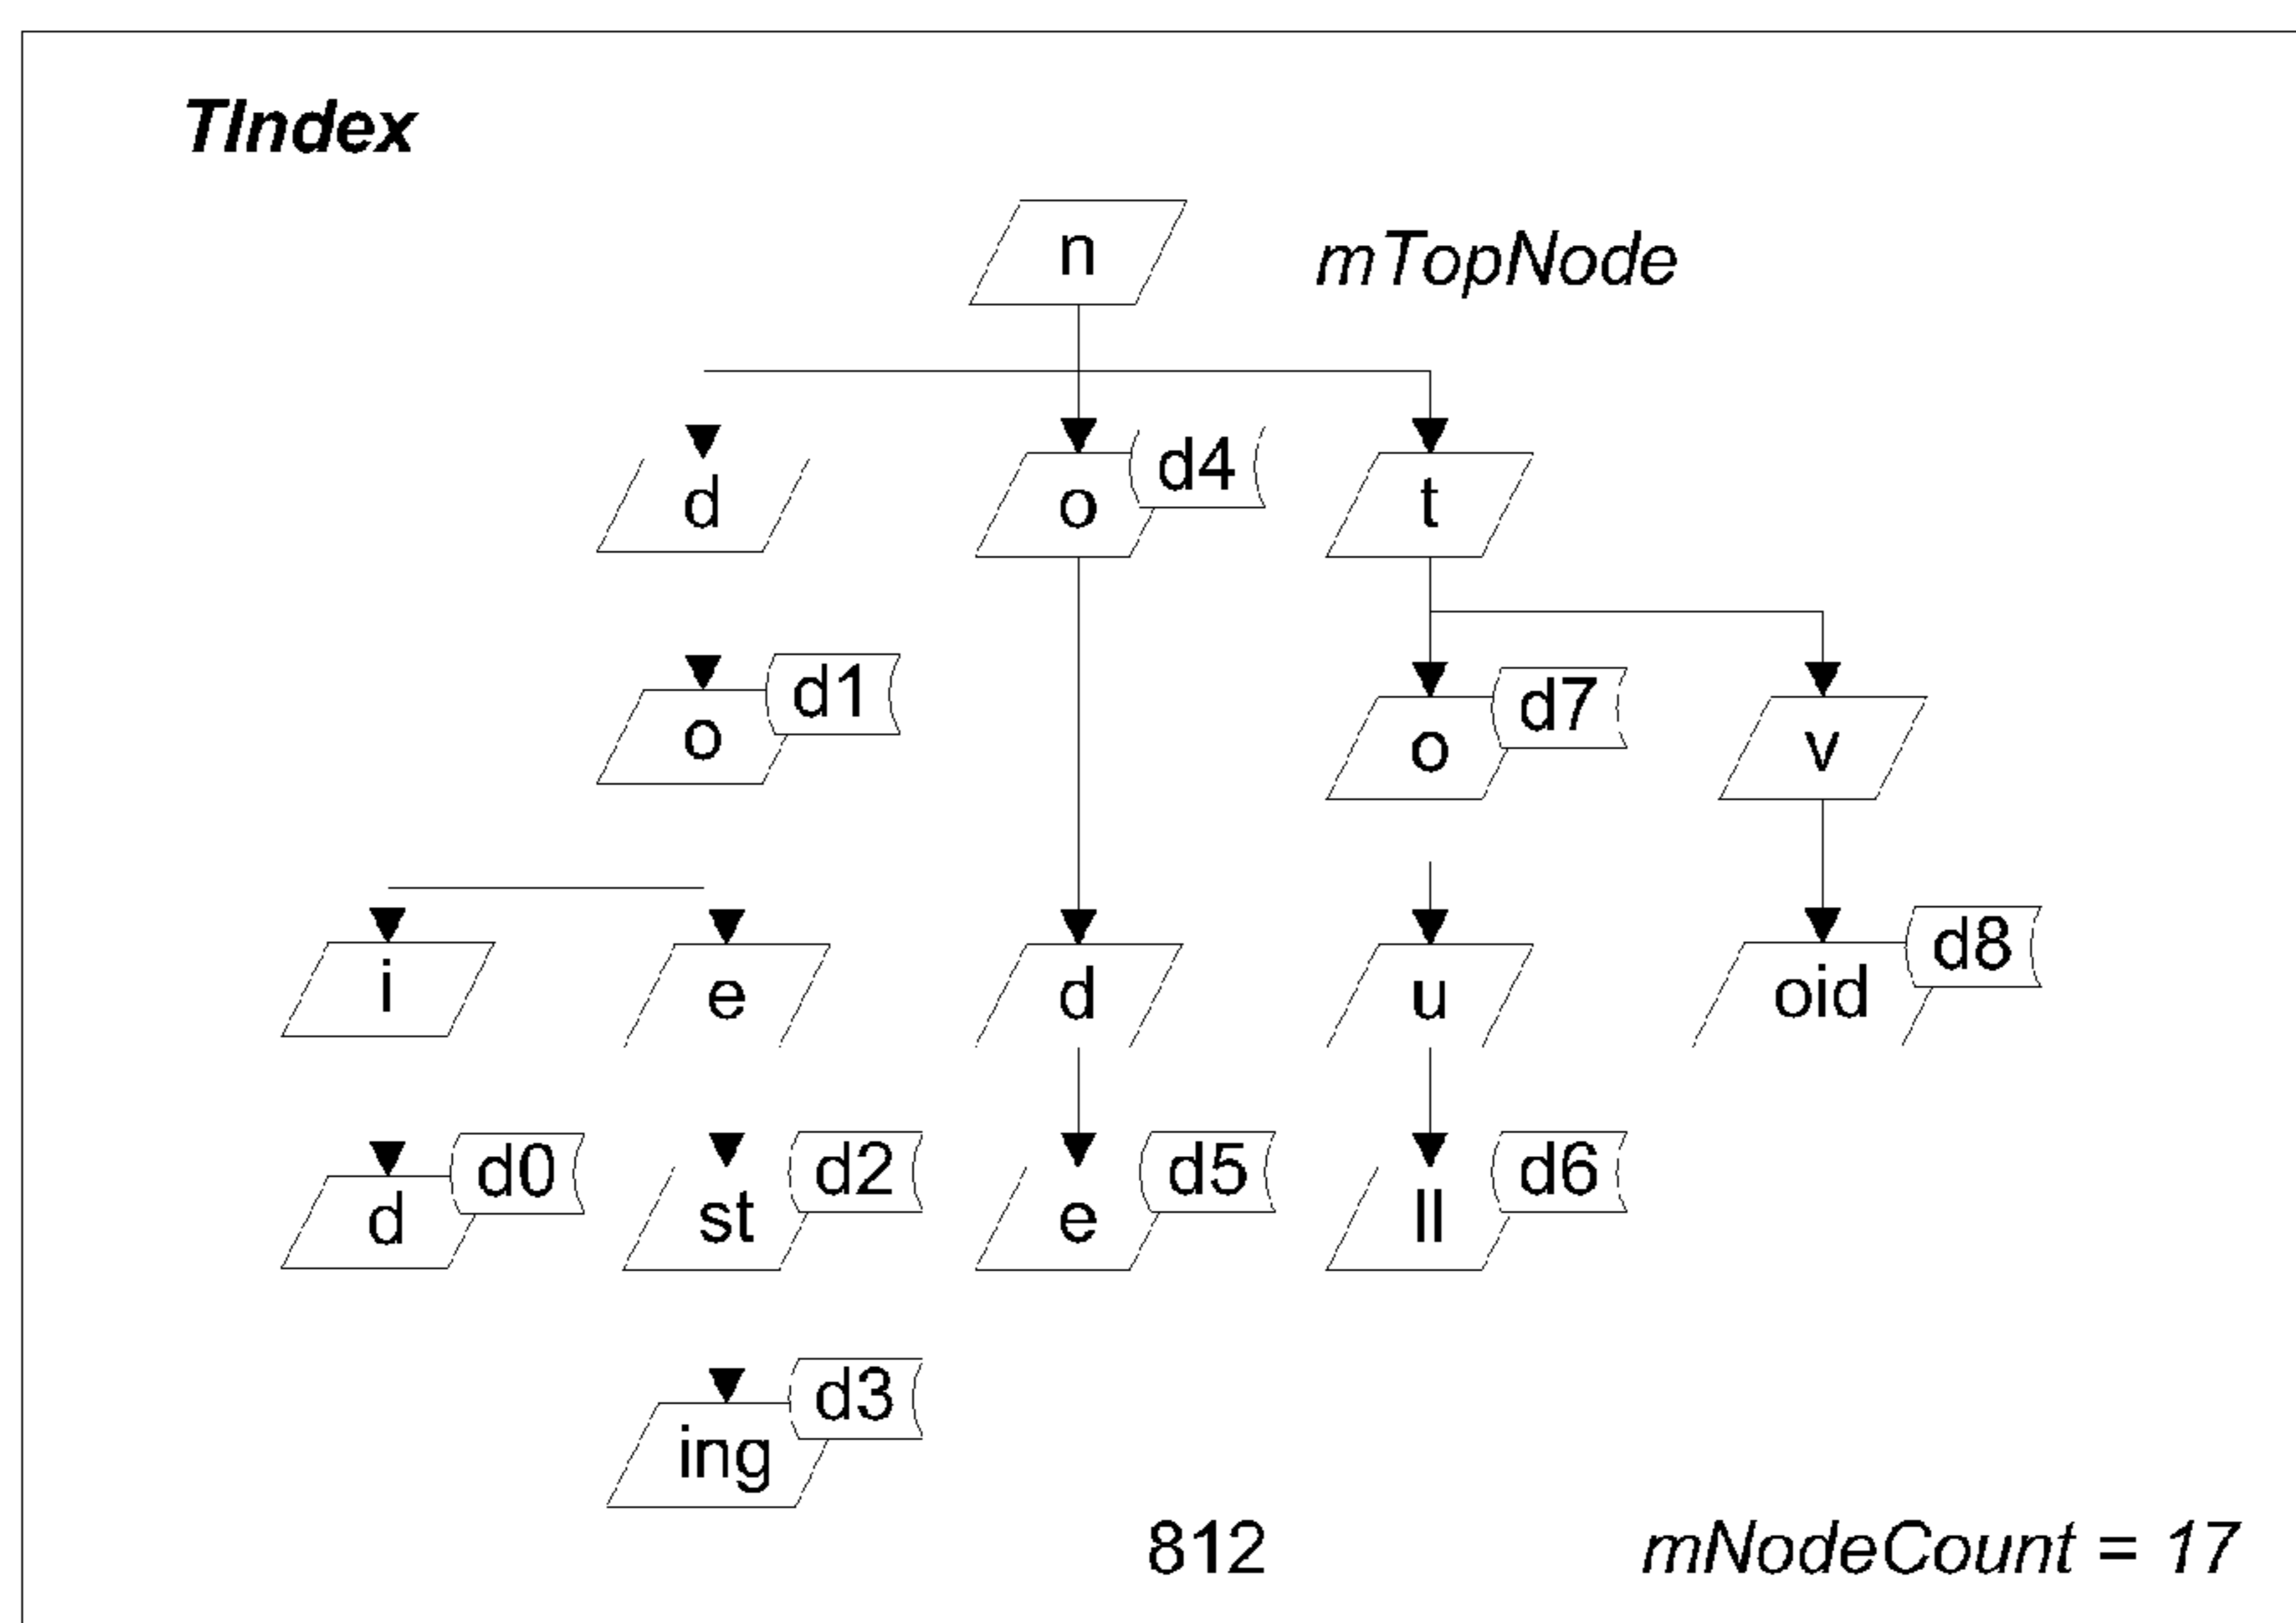 TIndex
n mTopNode
d o d4 t
o d1 o d7 v
i e d u oid d8
d d0 st d2 e d5 ll d6
ing d3
812 mNodeCount = 17